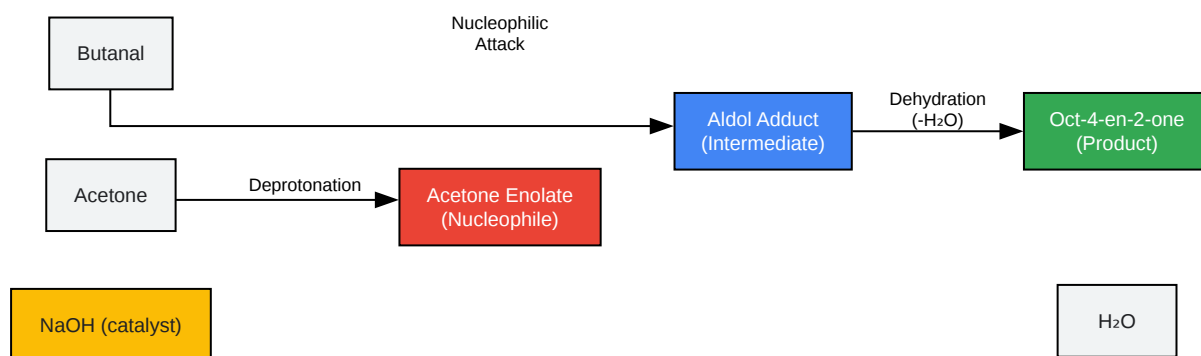 Butanal
Nucleophilic
Attack
Aldol Adduct
(Intermediate)
Dehydration
(-H₂O)
Oct-4-en-2-one
(Product)
Acetone
Deprotonation
Acetone Enolate
(Nucleophile)
NaOH (catalyst)
H₂O